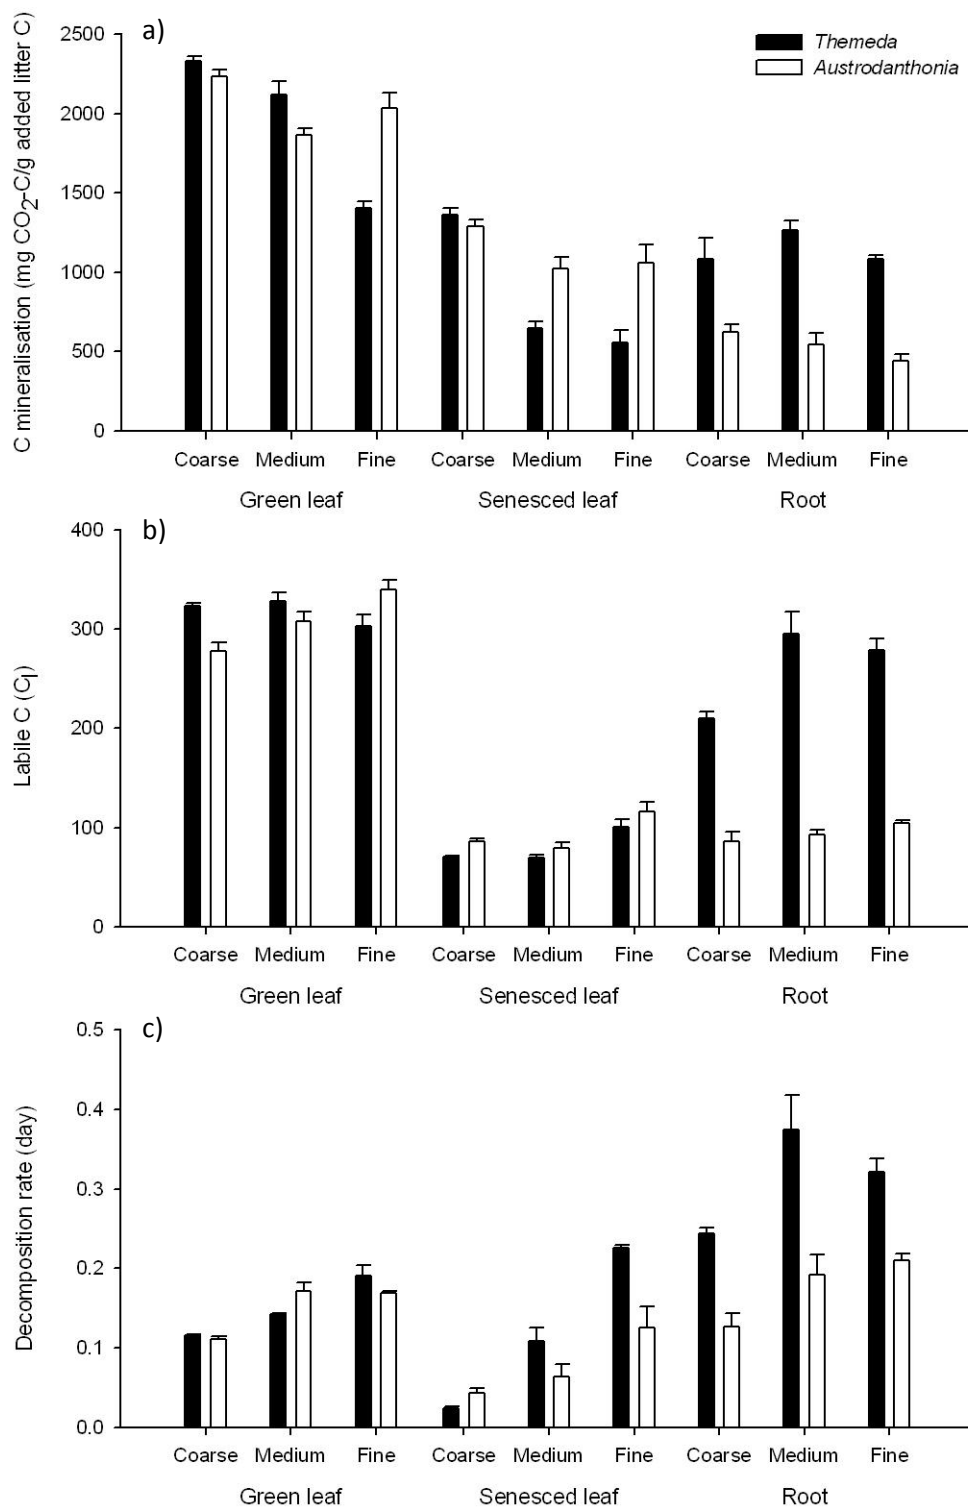 a)
Themeda
Austrodanthonia
C mineralisation (mg CO2-C/g added litter C)
2500
2000
1500
1000
500
0
Coarse Medium Fine Coarse Medium Fine Coarse Medium Fine
Green leaf Senesced leaf Root
b)
Labile C (Cl)
400
300
200
100
0
Coarse Medium Fine Coarse Medium Fine Coarse Medium Fine
Green leaf Senesced leaf Root
c)
Decomposition rate (day)
0.5
0.4
0.3
0.2
0.1
0.0
Coarse Medium Fine Coarse Medium Fine Coarse Medium Fine
Green leaf Senesced leaf Root